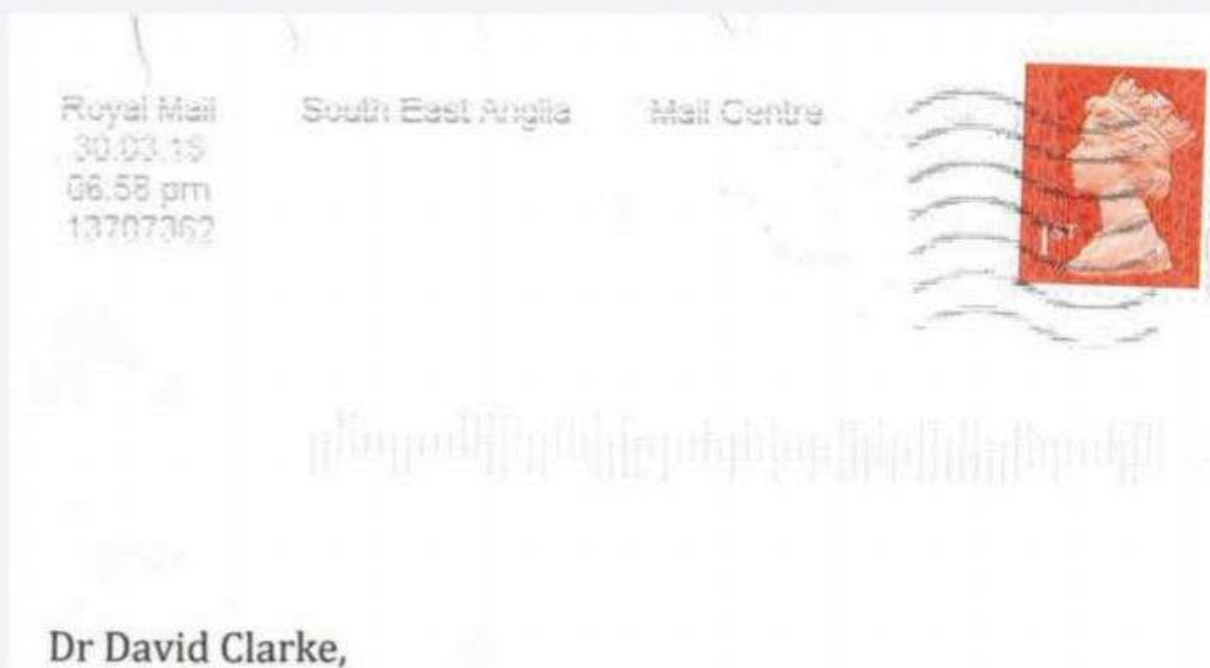 Royal Mail South East Anglia Mail Centre
30.03.15
06.58 pm
13707362
1ST
Dr David Clarke,